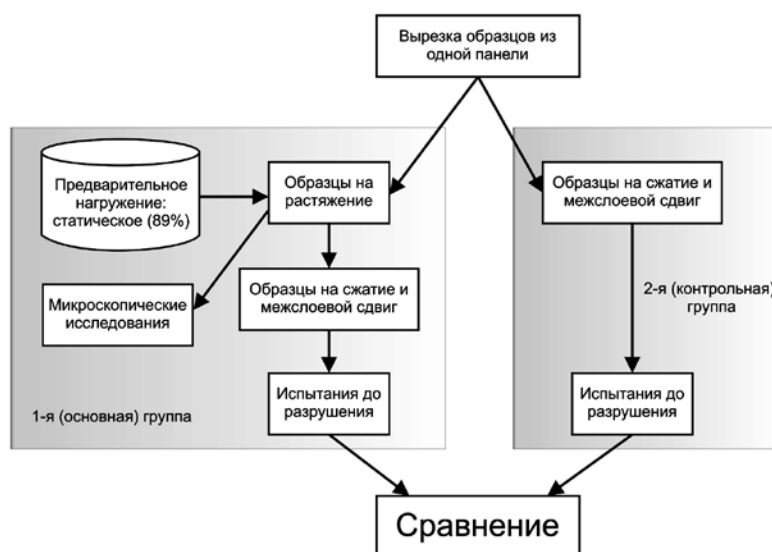 Вырезка образцов из
одной панели
Предварительное
нагружение:
статическое (89%)
Образцы на
растяжение
Микроскопические
исследования
Образцы на сжатие и
межслоевой сдвиг
Испытания до
разрушения
1-я (основная) группа
Образцы на сжатие и
межслоевой сдвиг
2-я (контрольная)
группа
Испытания до
разрушения
Сравнение